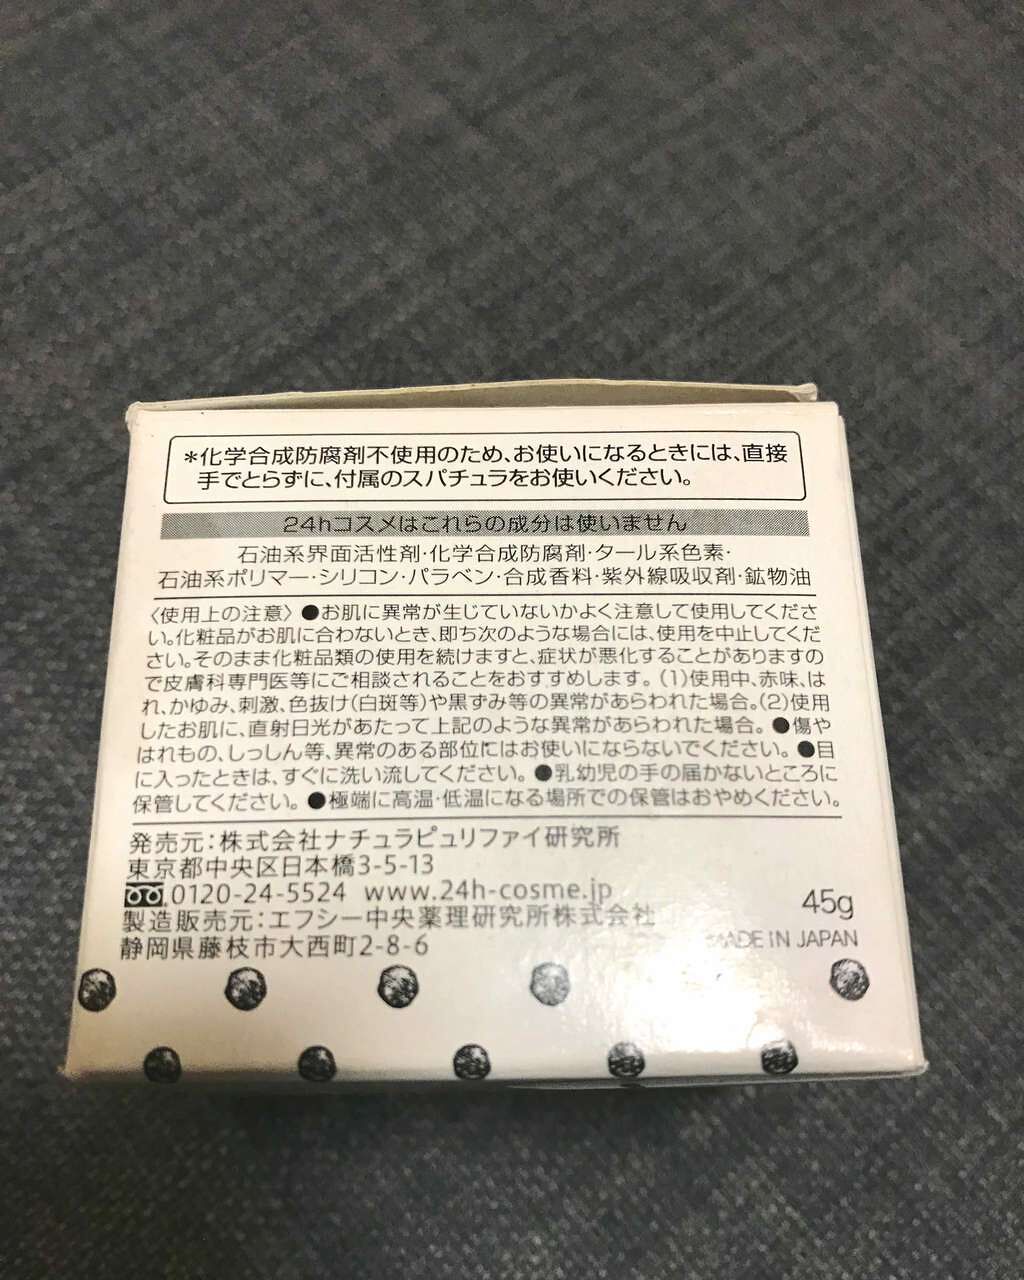 ＊化学合成防腐剤不使用のため、お使いになるときには、直接
手でとらずに、付属のスパチュラをお使いください。
24hコスメはこれらの成分は使いません
石油系界面活性剤・化学合成防腐剤・タール系色素・
石油系ポリマー・シリコン・パラベン・合成香料・紫外線吸収剤・鉱物油
〈使用上の注意〉●お肌に異常が生じていないかよく注意して使用してくださ
い。化粧品がお肌に合わないとき、即ち次のような場合には、使用を中止してくだ
さい。そのまま化粧品類の使用を続けますと、症状が悪化することがありますの
で皮膚科専門医等にご相談されることをおすすめします。(1)使用中、赤味、は
れ、かゆみ、刺激、色抜け(白斑等)や黒ずみ等の異常があらわれた場合。(2)使用
したお肌に、直射日光があたって上記のような異常があらわれた場合。●傷や
はれもの、しっしん等、異常のある部位にはお使いにならないでください。●目
に入ったときは、すぐに洗い流してください。●乳幼児の手の届かないところに
保管してください。●極端に高温・低温になる場所での保管はおやめください。
発売元：株式会社ナチュラピュリファイ研究所
東京都中央区日本橋3-5-13
0120-24-5524 www.24h-cosme.jp
製造販売元：エフシー中央薬理研究所株式会社
静岡県藤枝市大西町2-8-6
45g
MADE IN JAPAN